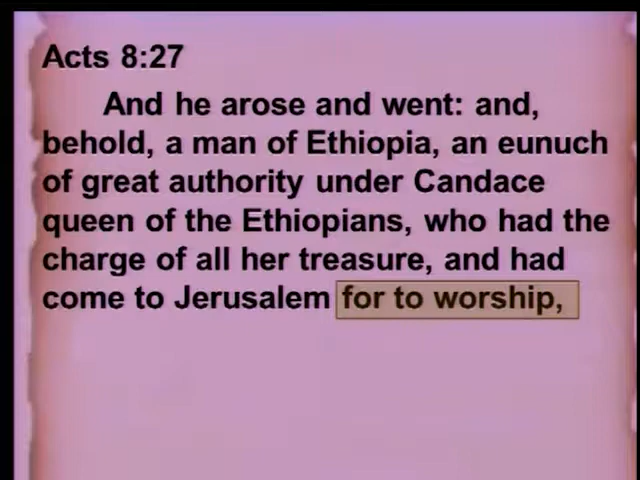 Acts 8:27
And he arose and went: and,
behold, a man of Ethiopia, an eunuch
of great authority under Candace
queen of the Ethiopians, who had the
charge of all her treasure, and had
come to Jerusalem for to worship,